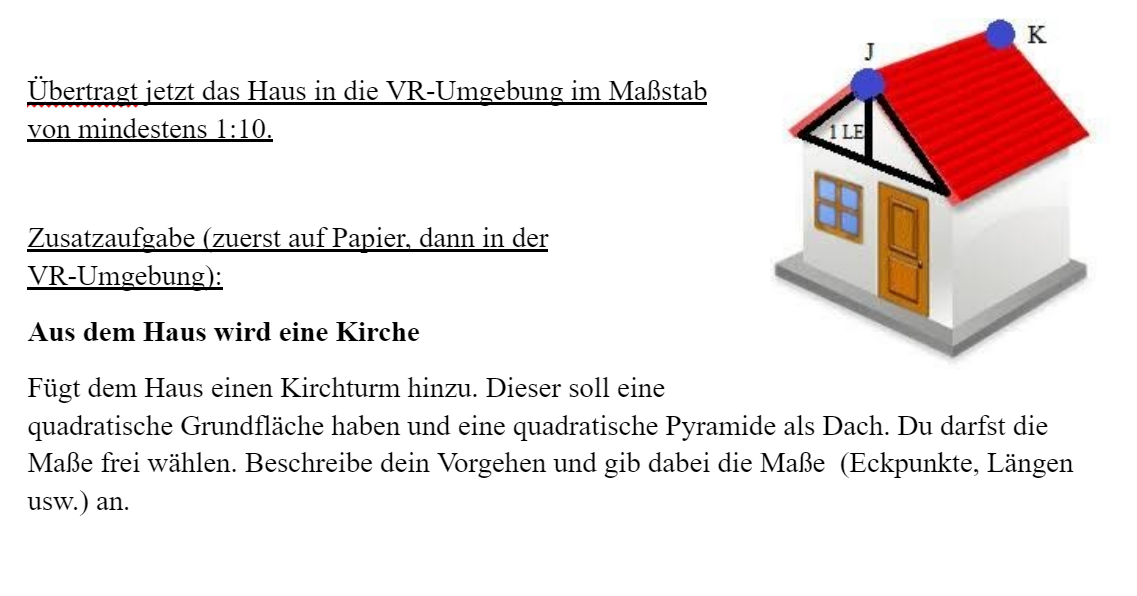 K
J
1 LE
Übertragt jetzt das Haus in die VR-Umgebung im Maßstab
von mindestens 1:10.
Zusatzaufgabe (zuerst auf Papier, dann in der
VR-Umgebung):
Aus dem Haus wird eine Kirche
Fügt dem Haus einen Kirchturm hinzu. Dieser soll eine
quadratische Grundfläche haben und eine quadratische Pyramide als Dach. Du darfst die
Maße frei wählen. Beschreibe dein Vorgehen und gib dabei die Maße  (Eckpunkte, Längen
usw.) an.